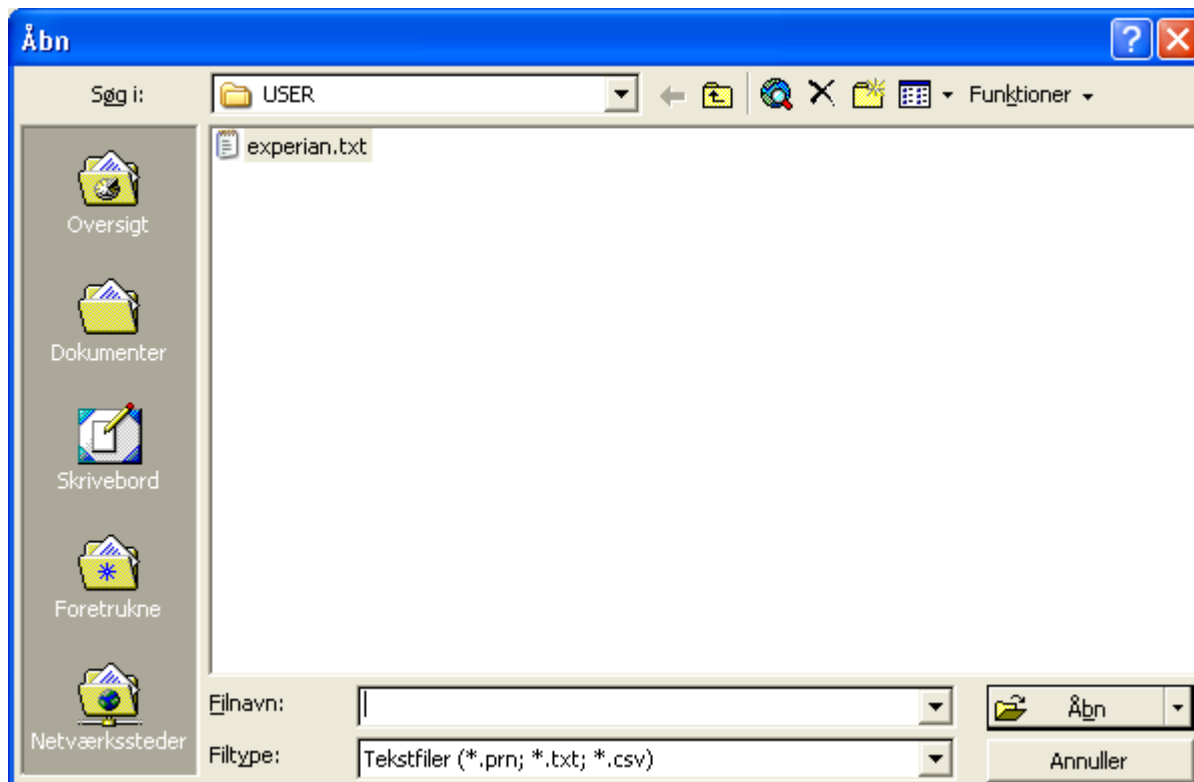 Åbn
Søg i:
USER
Funktioner
experian.txt
Oversigt
Dokumenter
Skrivebord
Foretrukne
Netværkssteder
Filnavn:
Åbn
Filtype:
Tekstfiler (*.prn; *.txt; *.csv)
Annuller